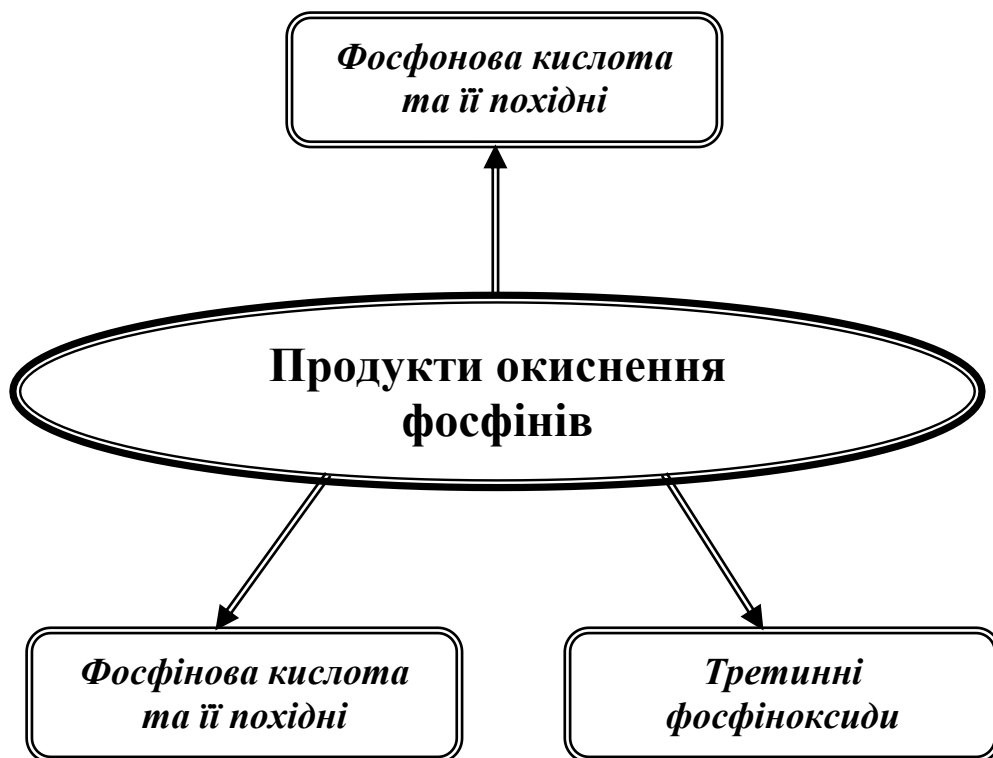 Фосфонова кислота
та її похідні
Продукти окиснення
фосфінів
Фосфінова кислота
та її похідні
Третинні
фосфіноксиди